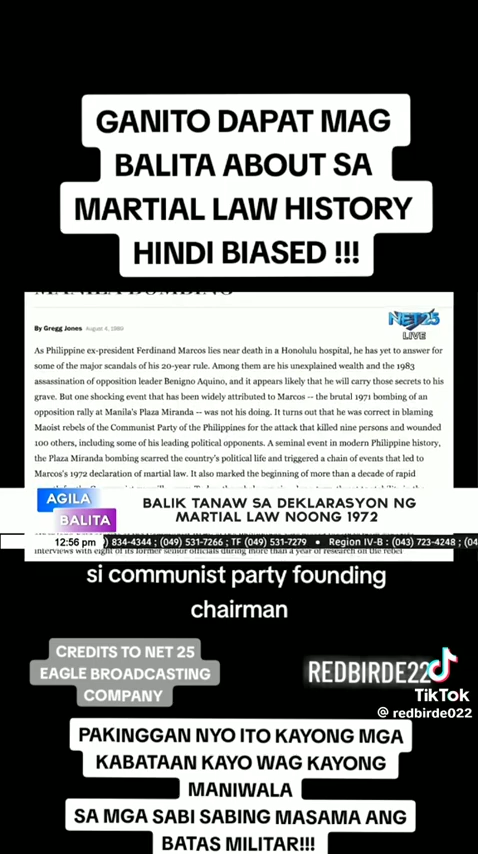 GANITO DAPAT MAG
BALITA ABOUT SA
MARTIAL LAW HISTORY
HINDI BIASED !!!
By Gregg Jones August 4, 1989
NET25
LIVE
As Philippine ex-president Ferdinand Marcos lies near death in a Honolulu hospital, he has yet to answer for
some of the major scandals of his 20-year rule. Among them are his unexplained wealth and the 1983
assassination of opposition leader Benigno Aquino, and it appears likely that he will carry those secrets to his
grave. But one shocking event that has been widely attributed to Marcos -- the brutal 1971 bombing of an
opposition rally at Manila's Plaza Miranda -- was not his doing. It turns out that he was correct in blaming
Maoist rebels of the Communist Party of the Philippines for the attack that killed nine persons and wounded
100 others, including some of his leading political opponents. A seminal event in modern Philippine history,
the Plaza Miranda bombing scarred the country's political life and triggered a chain of events that led to
Marcos's 1972 declaration of martial law. It also marked the beginning of more than a decade of rapid
AGILA
BALITA
BALIK TANAW SA DEKLARASYON NG
MARTIAL LAW NOONG 1972
12:56 pm ) 834-4344 ; (049) 531-7266 ; TF (049) 531-7279 • Region IV-B : (043) 723-4248 ; (04
interviews with eight of its former senior officials during more than a year of research on the rebel
si communist party founding
chairman
CREDITS TO NET 25
EAGLE BROADCASTING
COMPANY
REDBIRDE22
TikTok
@ redbirde022
PAKINGGAN NYO ITO KAYONG MGA
KABATAAN KAYO WAG KAYONG
MANIWALA
SA MGA SABI SABING MASAMA ANG
BATAS MILITAR!!!